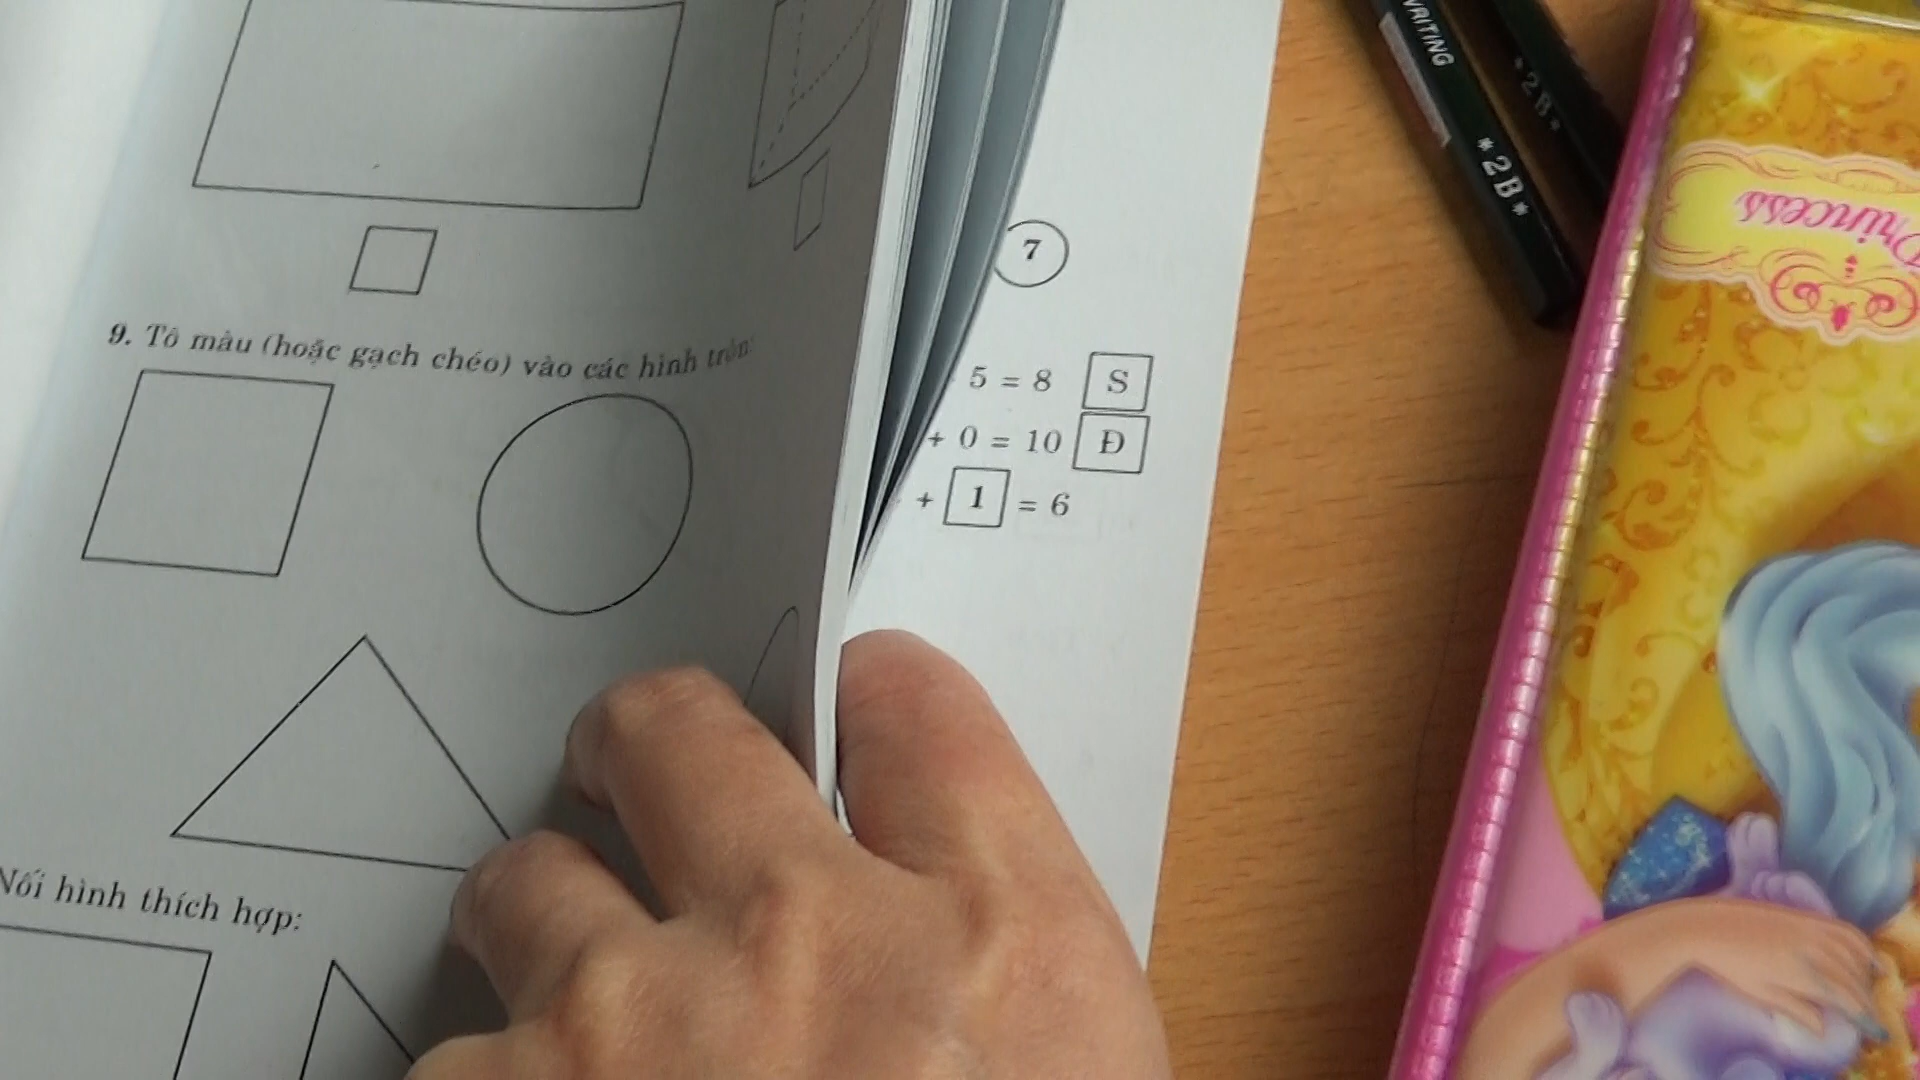 9. Tô màu (hoặc gạch chéo) vào các hình tròn
Nối hình thích hợp:
7
5 = 8 S
+ 0 = 10 Đ
+ 1 = 6
WRITING
* 2B *
* 2B *
Princess